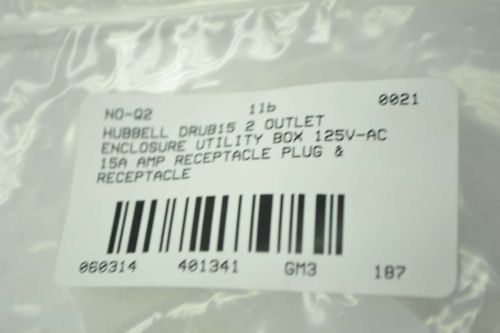 NO-Q2 1lb 0021
HUBBELL DRUB15 2 OUTLET
ENCLOSURE UTILITY BOX 125V-AC
15A AMP RECEPTACLE PLUG &
RECEPTACLE
060314 401341 GM3 187